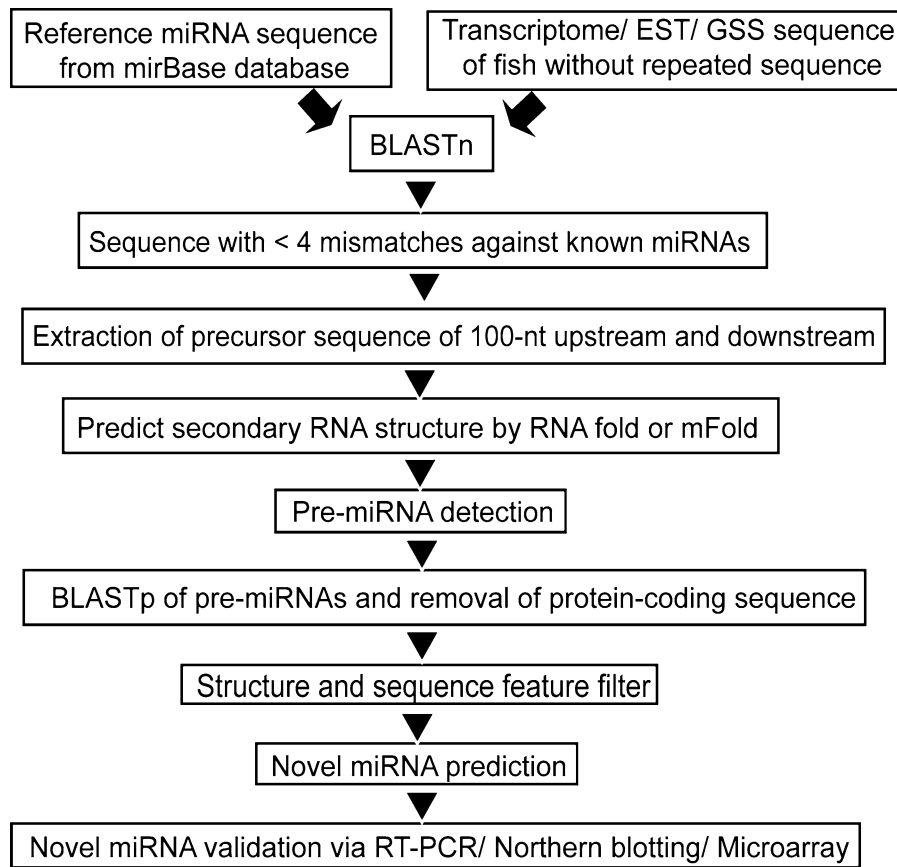 Reference miRNA sequence
from mirBase database
Transcriptome/ EST/ GSS sequence
of fish without repeated sequence
BLASTn
Sequence with < 4 mismatches against known miRNAs
Extraction of precursor sequence of 100-nt upstream and downstream
Predict secondary RNA structure by RNA fold or mFold
Pre-miRNA detection
BLASTp of pre-miRNAs and removal of protein-coding sequence
Structure and sequence feature filter
Novel miRNA prediction
Novel miRNA validation via RT-PCR/ Northern blotting/ Microarray